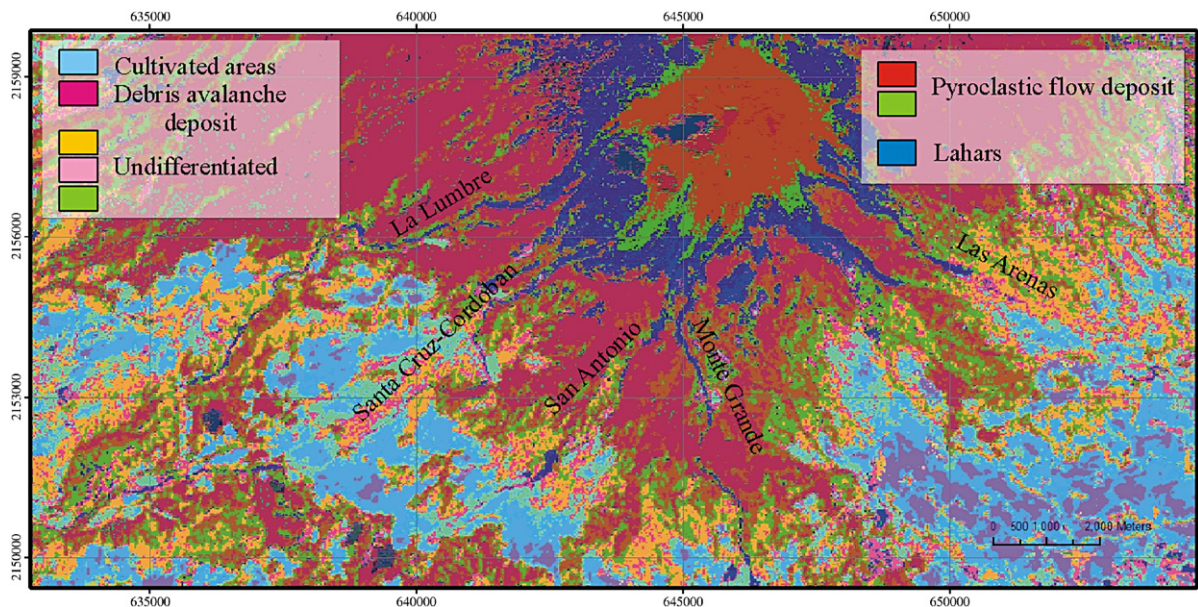 635000 640000 645000 650000
Cultivated areas
Debris avalanche
deposit
Undifferentiated
Pyroclastic flow deposit
Lahars
2159000
2156000
2153000
2150000
La Lumbre
Santa Cruz-Cordoban
San Antonio
Monte Grande
Las Arenas
0 500 1,000 2,000 Meters
635000 640000 645000 650000